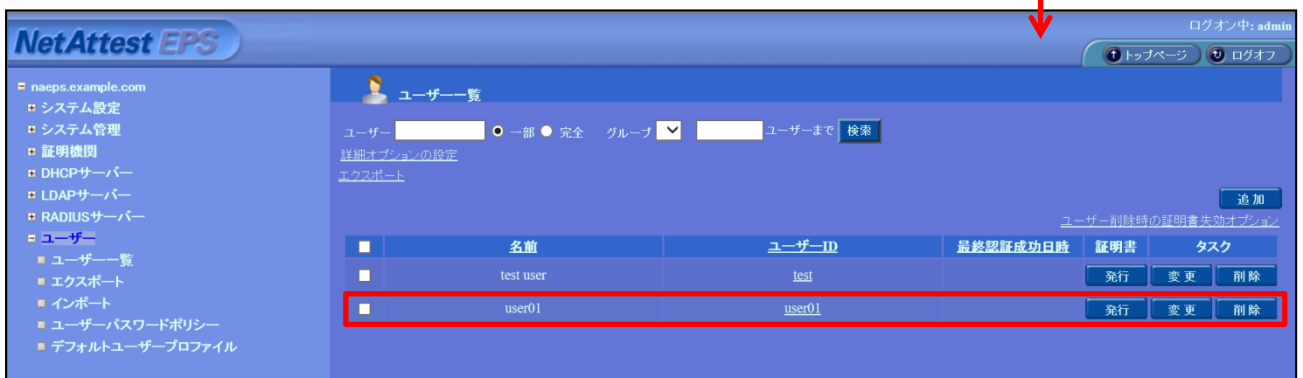 NetAttest EPS
ログオン中: admin
トップページ ログオフ
naeps.example.com
システム設定
システム管理
証明機関
DHCPサーバー
LDAPサーバー
RADIUSサーバー
ユーザー
ユーザー一覧
エクスポート
インポート
ユーザーパスワードポリシー
デフォルトユーザープロファイル
ユーザー一覧
ユーザー 一部 完全 グループ ユーザーまで 検索
詳細オプションの設定
エクスポート
追加
ユーザー削除時の証明書失効オプション
名前 ユーザーID 最終認証成功日時 証明書 タスク
test user test 発行 変更 削除
user01 user01 発行 変更 削除